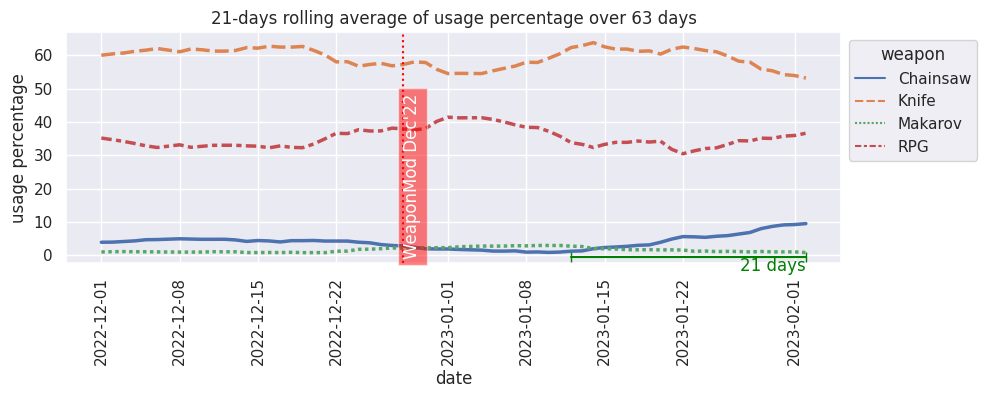 21-days rolling average of usage percentage over 63 days
usage percentage
60
50
40
30
20
10
0
WeaponMod Dec'22
21 days
2022-12-01
2022-12-08
2022-12-15
2022-12-22
2023-01-01
2023-01-08
2023-01-15
2023-01-22
2023-02-01
date
weapon
Chainsaw
Knife
Makarov
RPG